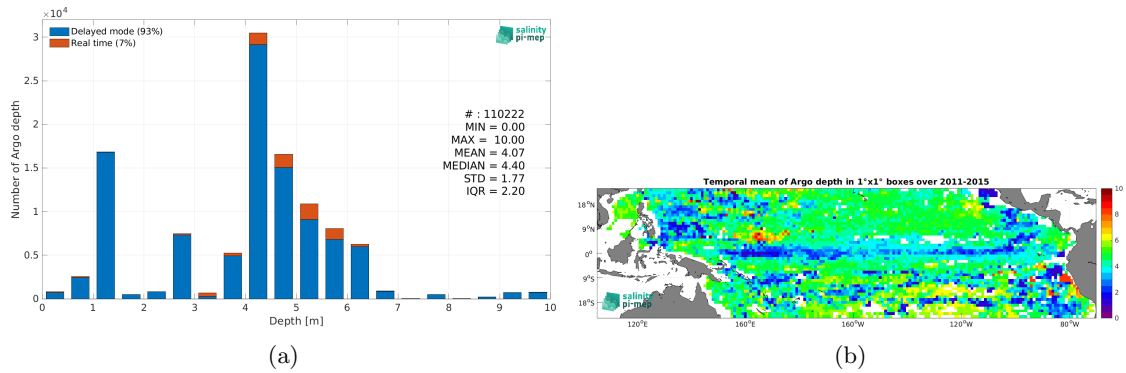 ×10⁴
Delayed mode (93%)
Real time (7%)
salinity
pi-mep
3
2.5
2
1.5
1
0.5
0
Number of Argo depth
# : 110222
MIN = 0.00
MAX = 10.00
MEAN = 4.07
MEDIAN = 4.40
STD = 1.77
IQR = 2.20
0 1 2 3 4 5 6 7 8 9 10
Depth [m]
(a)
Temporal mean of Argo depth in 1°x1° boxes over 2011-2015
18°N
9°N
0°
9°S
18°S
salinity
pi-mep
120°E 160°E 160°W 120°W 80°W
10
8
6
4
2
0
(b)